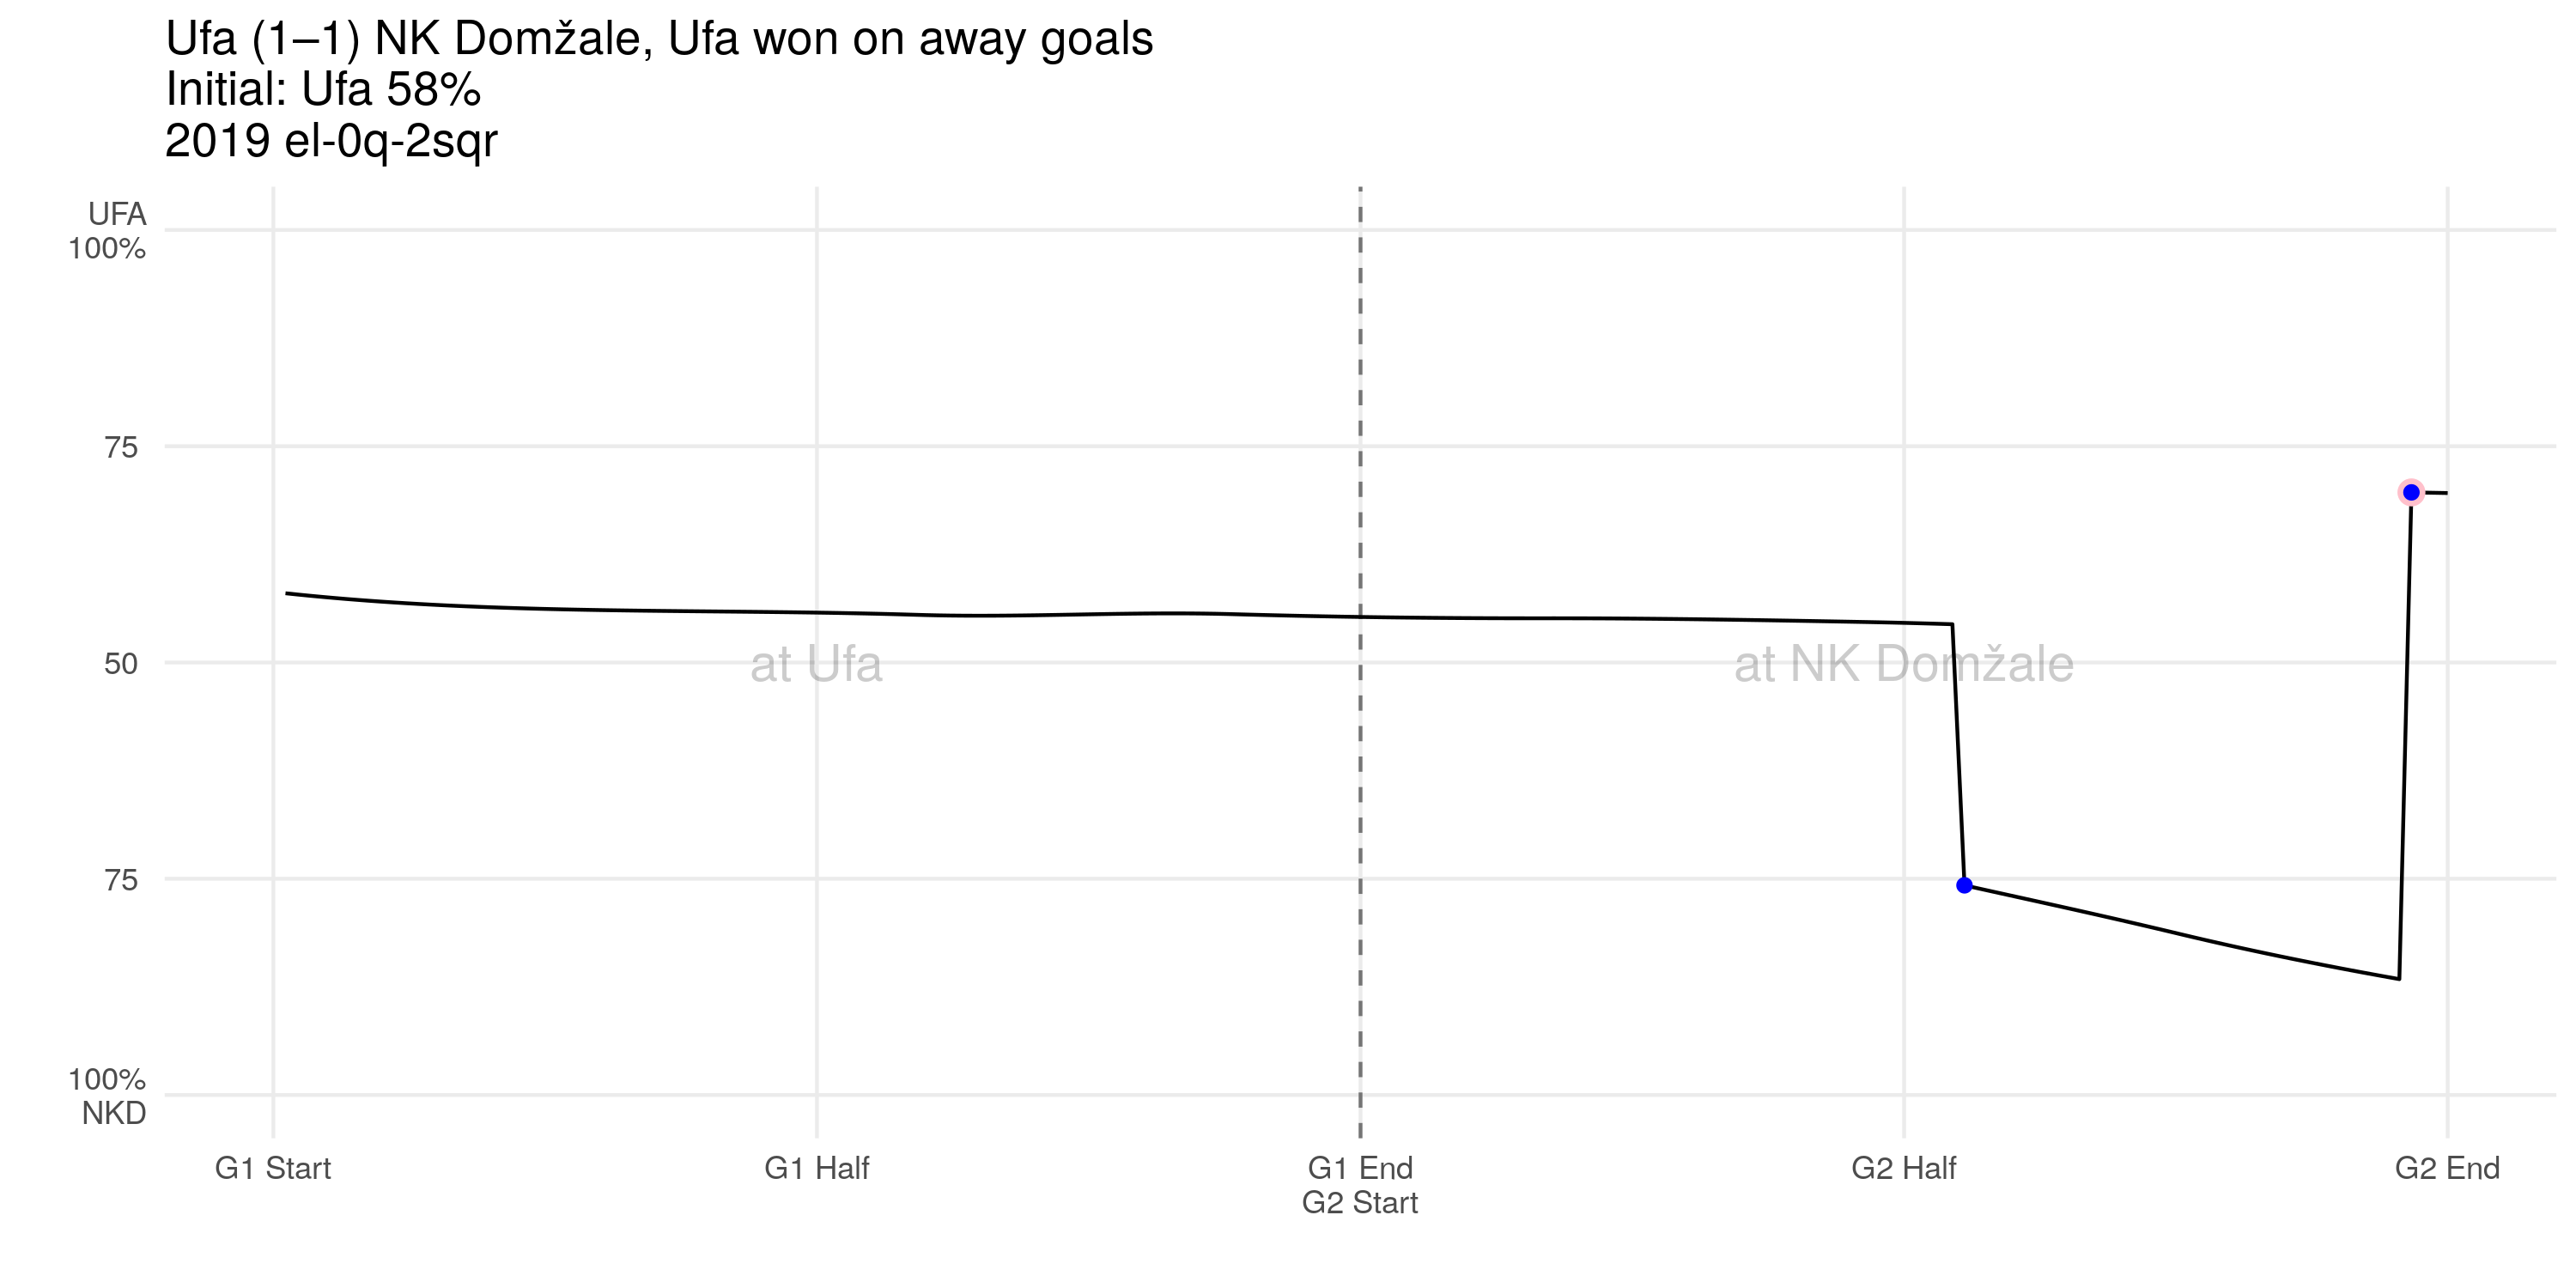 Ufa (1–1) NK Domžale, Ufa won on away goals
Initial: Ufa 58%
2019 el-0q-2sqr
UFA
100%
75
50
75
100%
NKD
at Ufa
at NK Domžale
G1 Start
G1 Half
G1 End
G2 Start
G2 Half
G2 End